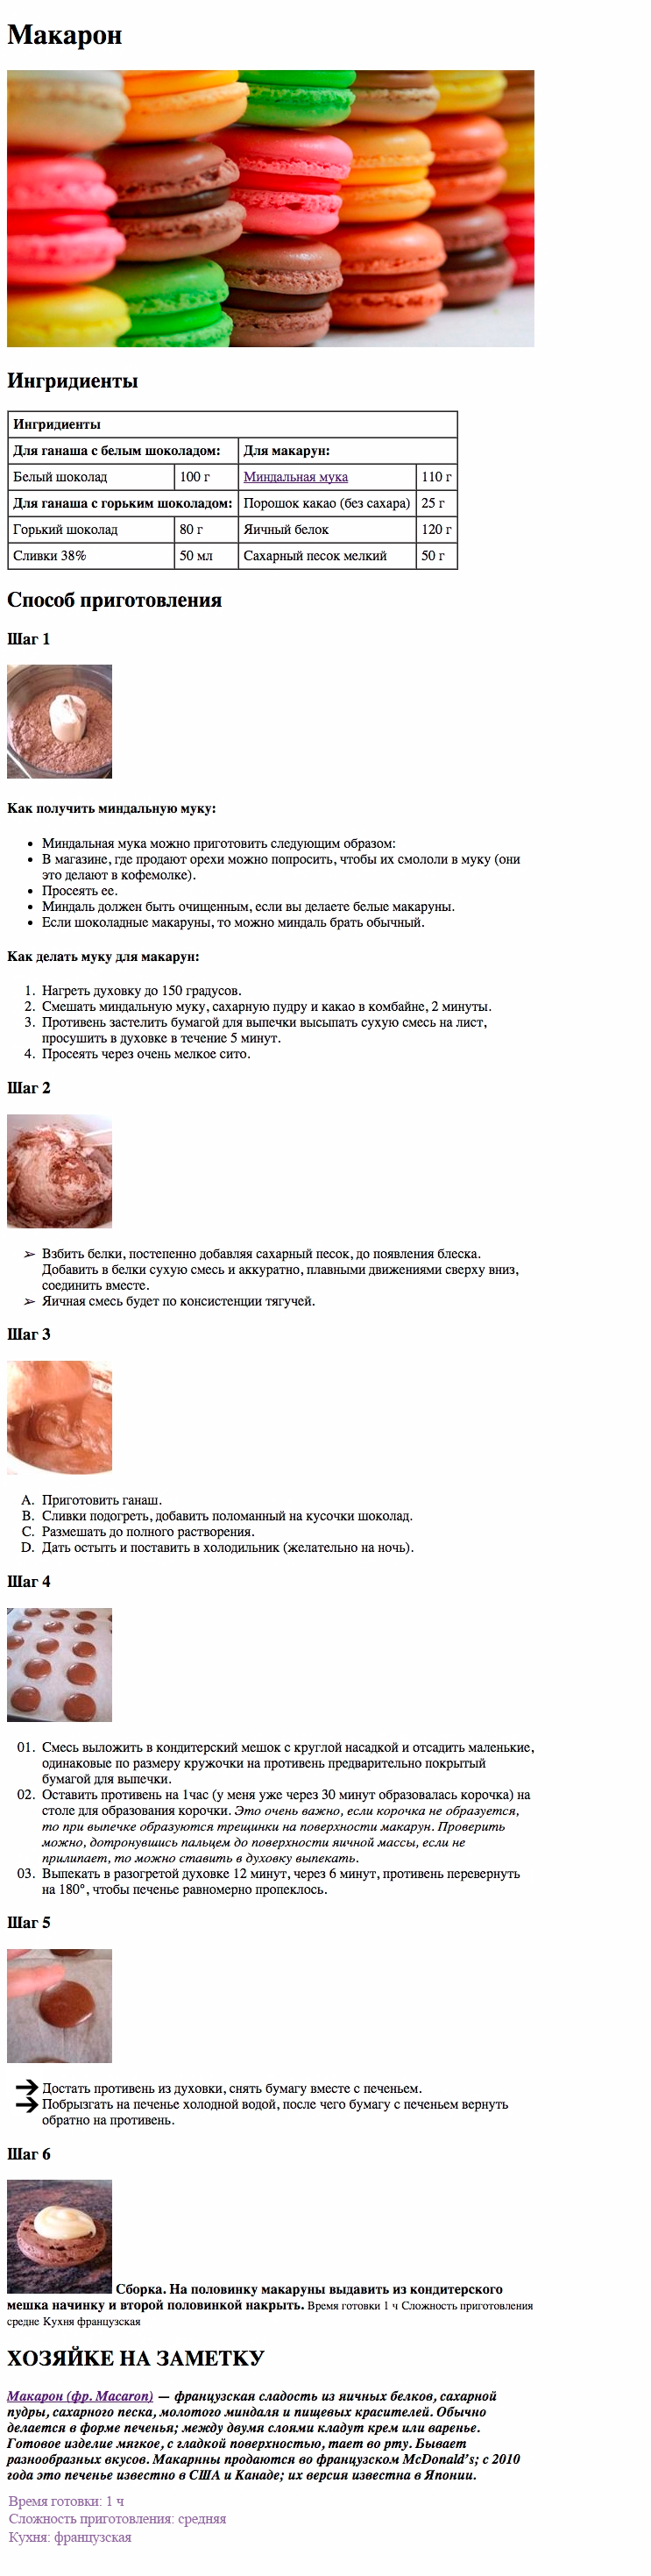 Макарон
Ингридиенты
Ингридиенты
Для ганаша с белым шоколадом: Для макарун:
Белый шоколад 100 г Миндальная мука 110 г
Для ганаша с горьким шоколадом: Порошок какао (без сахара) 25 г
Горький шоколад 80 г Яичный белок 120 г
Сливки 38% 50 мл Сахарный песок мелкий 50 г
Способ приготовления
Шаг 1
Как получить миндальную муку:
• Миндальная мука можно приготовить следующим образом:
• В магазине, где продают орехи можно попросить, чтобы их смололи в муку (они
это делают в кофемолке).
• Просеять ее.
• Миндаль должен быть очищенным, если вы делаете белые макаруны.
• Если шоколадные макаруны, то можно миндаль брать обычный.
Как делать муку для макарун:
1. Нагреть духовку до 150 градусов.
2. Смешать миндальную муку, сахарную пудру и какао в комбайне, 2 минуты.
3. Противень застелить бумагой для выпечки высыпать сухую смесь на лист,
просушить в духовке в течение 5 минут.
4. Просеять через очень мелкое сито.
Шаг 2
➢ Взбить белки, постепенно добавляя сахарный песок, до появления блеска.
Добавить в белки сухую смесь и аккуратно, плавными движениями сверху вниз,
соединить вместе.
➢ Яичная смесь будет по консистенции тягучей.
Шаг 3
A. Приготовить ганаш.
B. Сливки подогреть, добавить поломанный на кусочки шоколад.
C. Размешать до полного растворения.
D. Дать остыть и поставить в холодильник (желательно на ночь).
Шаг 4
01. Смесь выложить в кондитерский мешок с круглой насадкой и отсадить маленькие,
одинаковые по размеру кружочки на противень предварительно покрытый
бумагой для выпечки.
02. Оставить противень на 1час (у меня уже через 30 минут образовалась корочка) на
столе для образования корочки. Это очень важно, если корочка не образуется,
то при выпечке образуются трещинки на поверхности макарун. Проверить
можно, дотронувшись пальцем до поверхности яичной массы, если не
прилипает, то можно ставить в духовку выпекать.
03. Выпекать в разогретой духовке 12 минут, через 6 минут, противень перевернуть
на 180°, чтобы печенье равномерно пропеклось.
Шаг 5
→ Достать противень из духовки, снять бумагу вместе с печеньем.
→ Побрызгать на печенье холодной водой, после чего бумагу с печеньем вернуть
обратно на противень.
Шаг 6
Сборка. На половинку макаруны выдавить из кондитерского
мешка начинку и второй половинкой накрыть. Время готовки 1 ч Сложность приготовления
средне Кухня французская
ХОЗЯЙКЕ НА ЗАМЕТКУ
Макарон (фр. Macaron) — французская сладость из яичных белков, сахарной
пудры, сахарного песка, молотого миндаля и пищевых красителей. Обычно
делается в форме печенья; между двумя слоями кладут крем или варенье.
Готовое изделие мягкое, с гладкой поверхностью, тает во рту. Бывает
разнообразных вкусов. Макарнны продаются во французском McDonald's; с 2010
года это печенье известно в США и Канаде; их версия известна в Японии.
Время готовки: 1 ч
Сложность приготовления: средняя
Кухня: французская